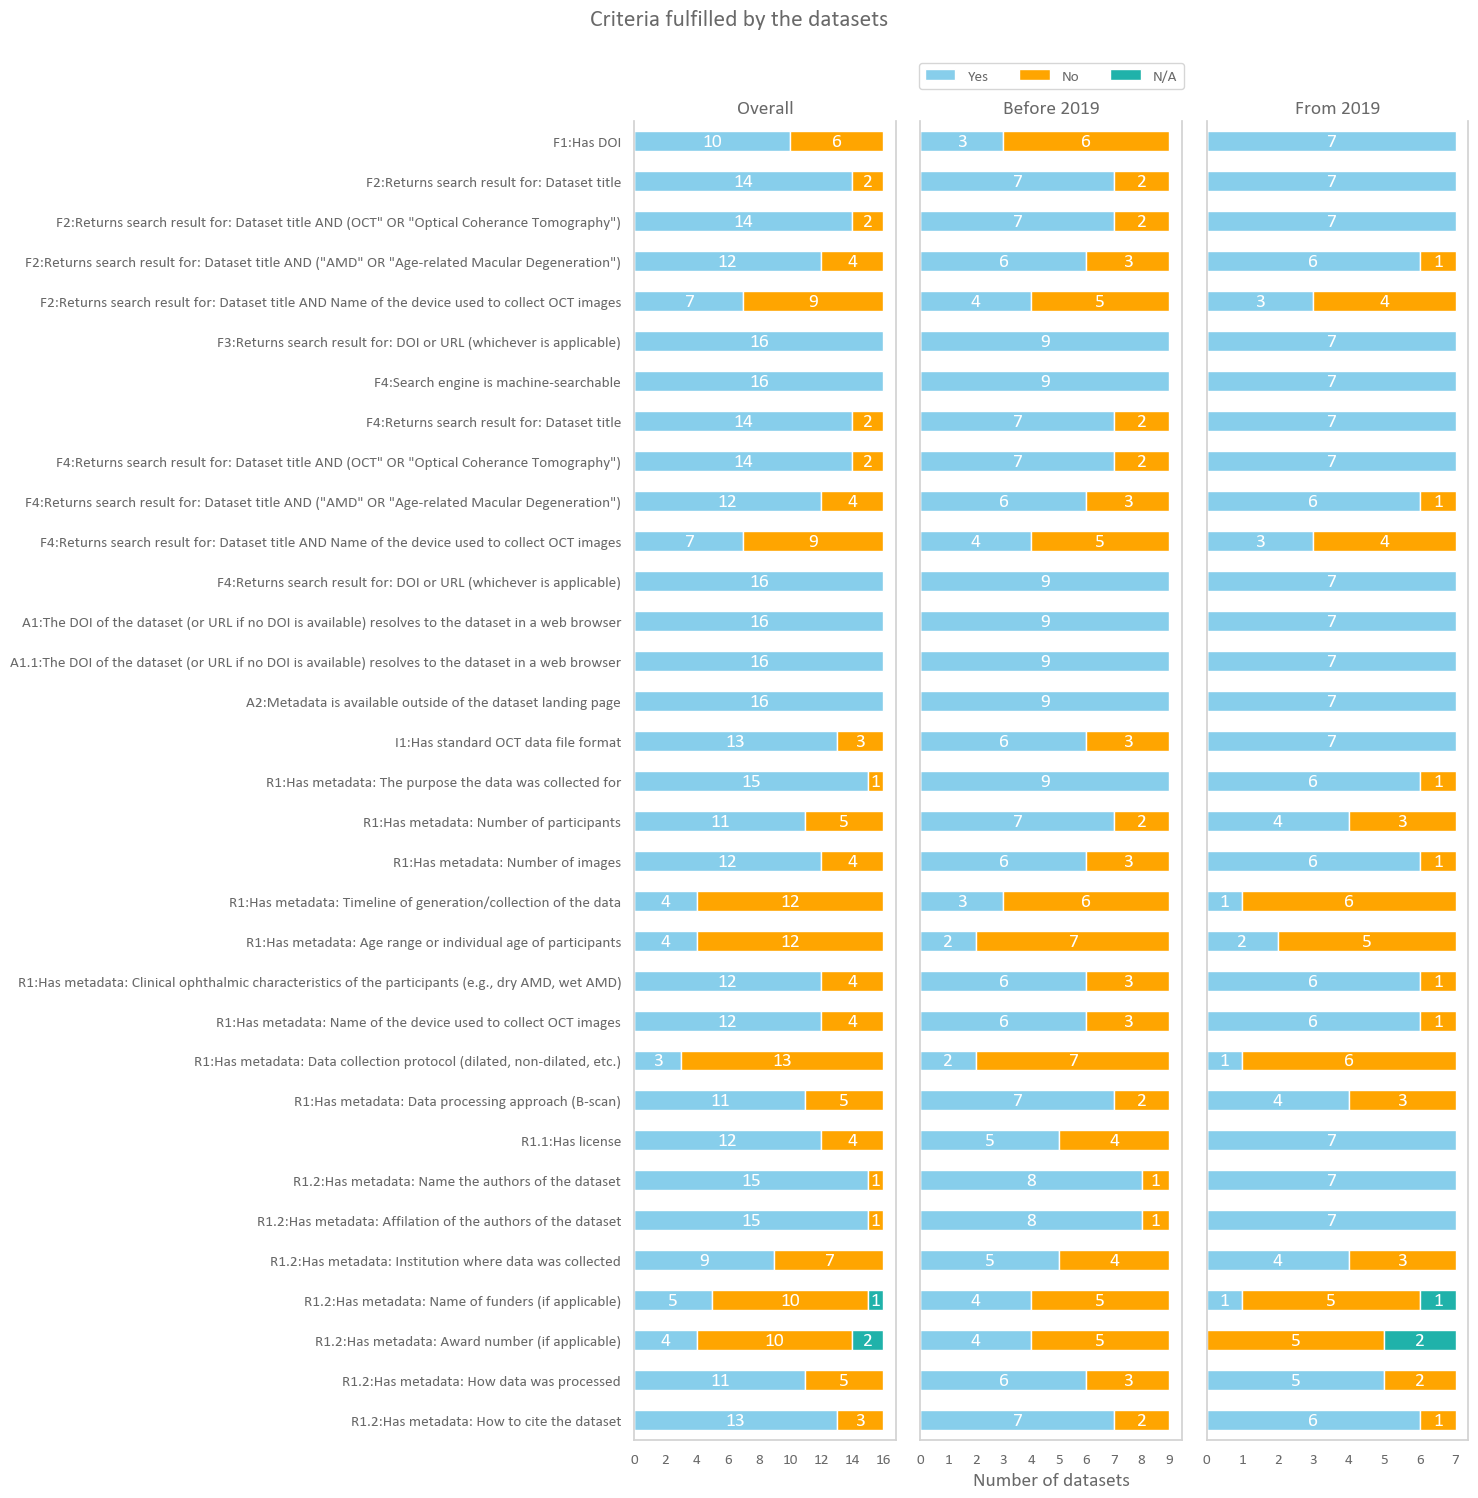 Criteria fulfilled by the datasets
Yes No N/A
Overall Before 2019 From 2019
F1:Has DOI 10 6 3 6 7
F2:Returns search result for: Dataset title 14 2 7 2 7
F2:Returns search result for: Dataset title AND (OCT" OR "Optical Coherance Tomography") 14 2 7 2 7
F2:Returns search result for: Dataset title AND ("AMD" OR "Age-related Macular Degeneration") 12 4 6 3 6 1
F2:Returns search result for: Dataset title AND Name of the device used to collect OCT images 7 9 4 5 3 4
F3:Returns search result for: DOI or URL (whichever is applicable) 16 9 7
F4:Search engine is machine-searchable 16 9 7
F4:Returns search result for: Dataset title 14 2 7 2 7
F4:Returns search result for: Dataset title AND (OCT" OR "Optical Coherance Tomography") 14 2 7 2 7
F4:Returns search result for: Dataset title AND ("AMD" OR "Age-related Macular Degeneration") 12 4 6 3 6 1
F4:Returns search result for: Dataset title AND Name of the device used to collect OCT images 7 9 4 5 3 4
F4:Returns search result for: DOI or URL (whichever is applicable) 16 9 7
A1:The DOI of the dataset (or URL if no DOI is available) resolves to the dataset in a web browser 16 9 7
A1.1:The DOI of the dataset (or URL if no DOI is available) resolves to the dataset in a web browser 16 9 7
A2:Metadata is available outside of the dataset landing page 16 9 7
I1:Has standard OCT data file format 13 3 6 3 7
R1:Has metadata: The purpose the data was collected for 15 1 9 6 1
R1:Has metadata: Number of participants 11 5 7 2 4 3
R1:Has metadata: Number of images 12 4 6 3 6 1
R1:Has metadata: Timeline of generation/collection of the data 4 12 3 6 1 6
R1:Has metadata: Age range or individual age of participants 4 12 2 7 2 5
R1:Has metadata: Clinical ophthalmic characteristics of the participants (e.g., dry AMD, wet AMD) 12 4 6 3 6 1
R1:Has metadata: Name of the device used to collect OCT images 12 4 6 3 6 1
R1:Has metadata: Data collection protocol (dilated, non-dilated, etc.) 3 13 2 7 1 6
R1:Has metadata: Data processing approach (B-scan) 11 5 7 2 4 3
R1.1:Has license 12 4 5 4 7
R1.2:Has metadata: Name the authors of the dataset 15 1 8 1 7
R1.2:Has metadata: Affilation of the authors of the dataset 15 1 8 1 7
R1.2:Has metadata: Institution where data was collected 9 7 5 4 4 3
R1.2:Has metadata: Name of funders (if applicable) 5 10 1 4 5 1 5 1
R1.2:Has metadata: Award number (if applicable) 4 10 2 4 5 5 2
R1.2:Has metadata: How data was processed 11 5 6 3 5 2
R1.2:Has metadata: How to cite the dataset 13 3 7 2 6 1
0 2 4 6 8 10 12 14 16 0 1 2 3 4 5 6 7 8 9 0 1 2 3 4 5 6 7
Number of datasets